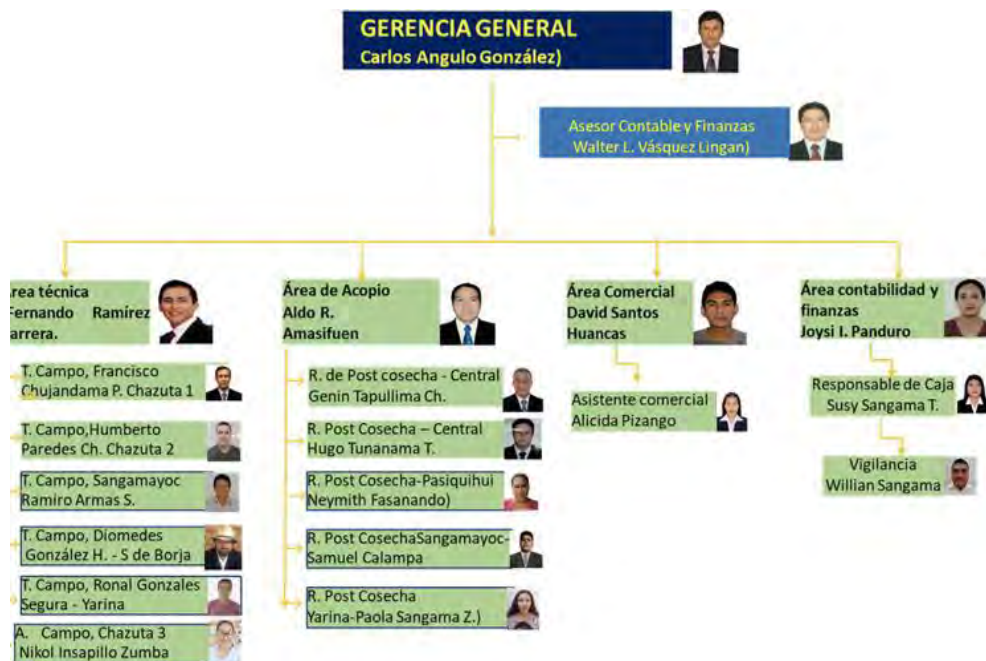 GERENCIA GENERAL
Carlos Angulo González)
Asesor Contable y Finanzas
Walter L. Vásquez Lingan)
Área técnica
Fernando Ramírez
arrera.
T. Campo, Francisco
Chujandama P. Chazuta 1
T. Campo,Humberto
Paredes Ch. Chazuta 2
T. Campo, Sangamayoc
Ramiro Armas S.
T. Campo, Diomedes
González H. - S de Borja
T. Campo, Ronal Gonzales
Segura - Yarina
A. Campo, Chazuta 3
Nikol Insapillo Zumba
Área de Acopio
Aldo R.
Amasifuen
R. de Post cosecha - Central
Genin Tapullima Ch.
R. Post Cosecha – Central
Hugo Tunanama T.
R. Post Cosecha-Pasiquihui
Neymith Fasanando)
R. Post CosechaSangamayoc-
Samuel Calampa
R. Post Cosecha
Yarina-Paola Sangama Z.)
Área Comercial
David Santos
Huancas
Asistente comercial
Alicida Pizango
Área contabilidad y
finanzas
Joysi I. Panduro
Responsable de Caja
Susy Sangama T.
Vigilancia
Willian Sangama